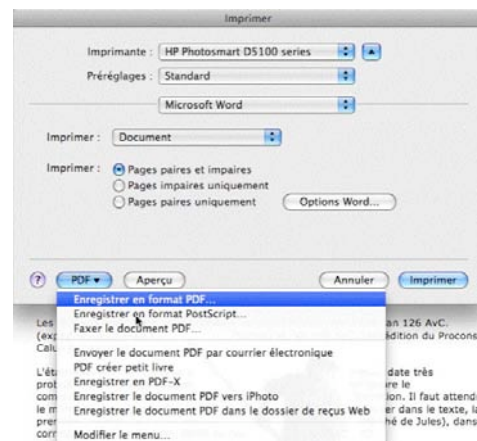 Imprimer
Imprimante : HP Photosmart D5100 series
Préréglages : Standard
Microsoft Word
Imprimer : Document
Imprimer : Pages paires et impaires
Pages impaires uniquement
Pages paires uniquement Options Word...
? PDF ▾ Aperçu Annuler Imprimer
Enregistrer en format PDF...
Enregistrer en format PostScript...
Faxer le document PDF...
Envoyer le document PDF par courrier électronique
PDF créer petit livre
Enregistrer en PDF-X
Enregistrer le document PDF vers iPhoto
Enregistrer le document PDF dans le dossier de reçus Web
Modifier le menu...
Les an 126 AvC.
(exp édition du Procons
Calu
L'éta date très
prob re le
com ion. Il faut attend
le m er dans le texte, la
pren hé de Jules), dans
corr